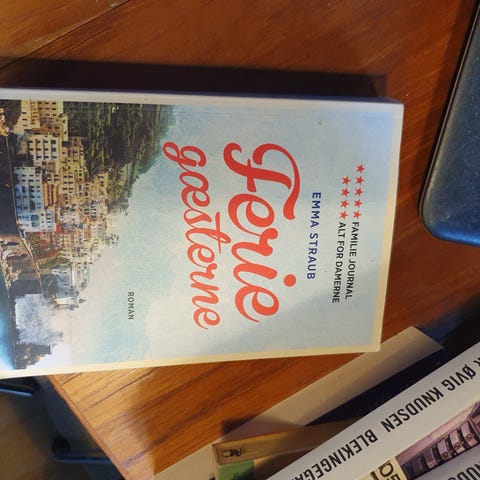 ★★★★★ FAMILIE JOURNAL
★★★★ ALT FOR DAMERNE
EMMA STRAUB
Ferie
gæsterne
ROMAN
ØVIG KNUDSEN BLEKINGEGA